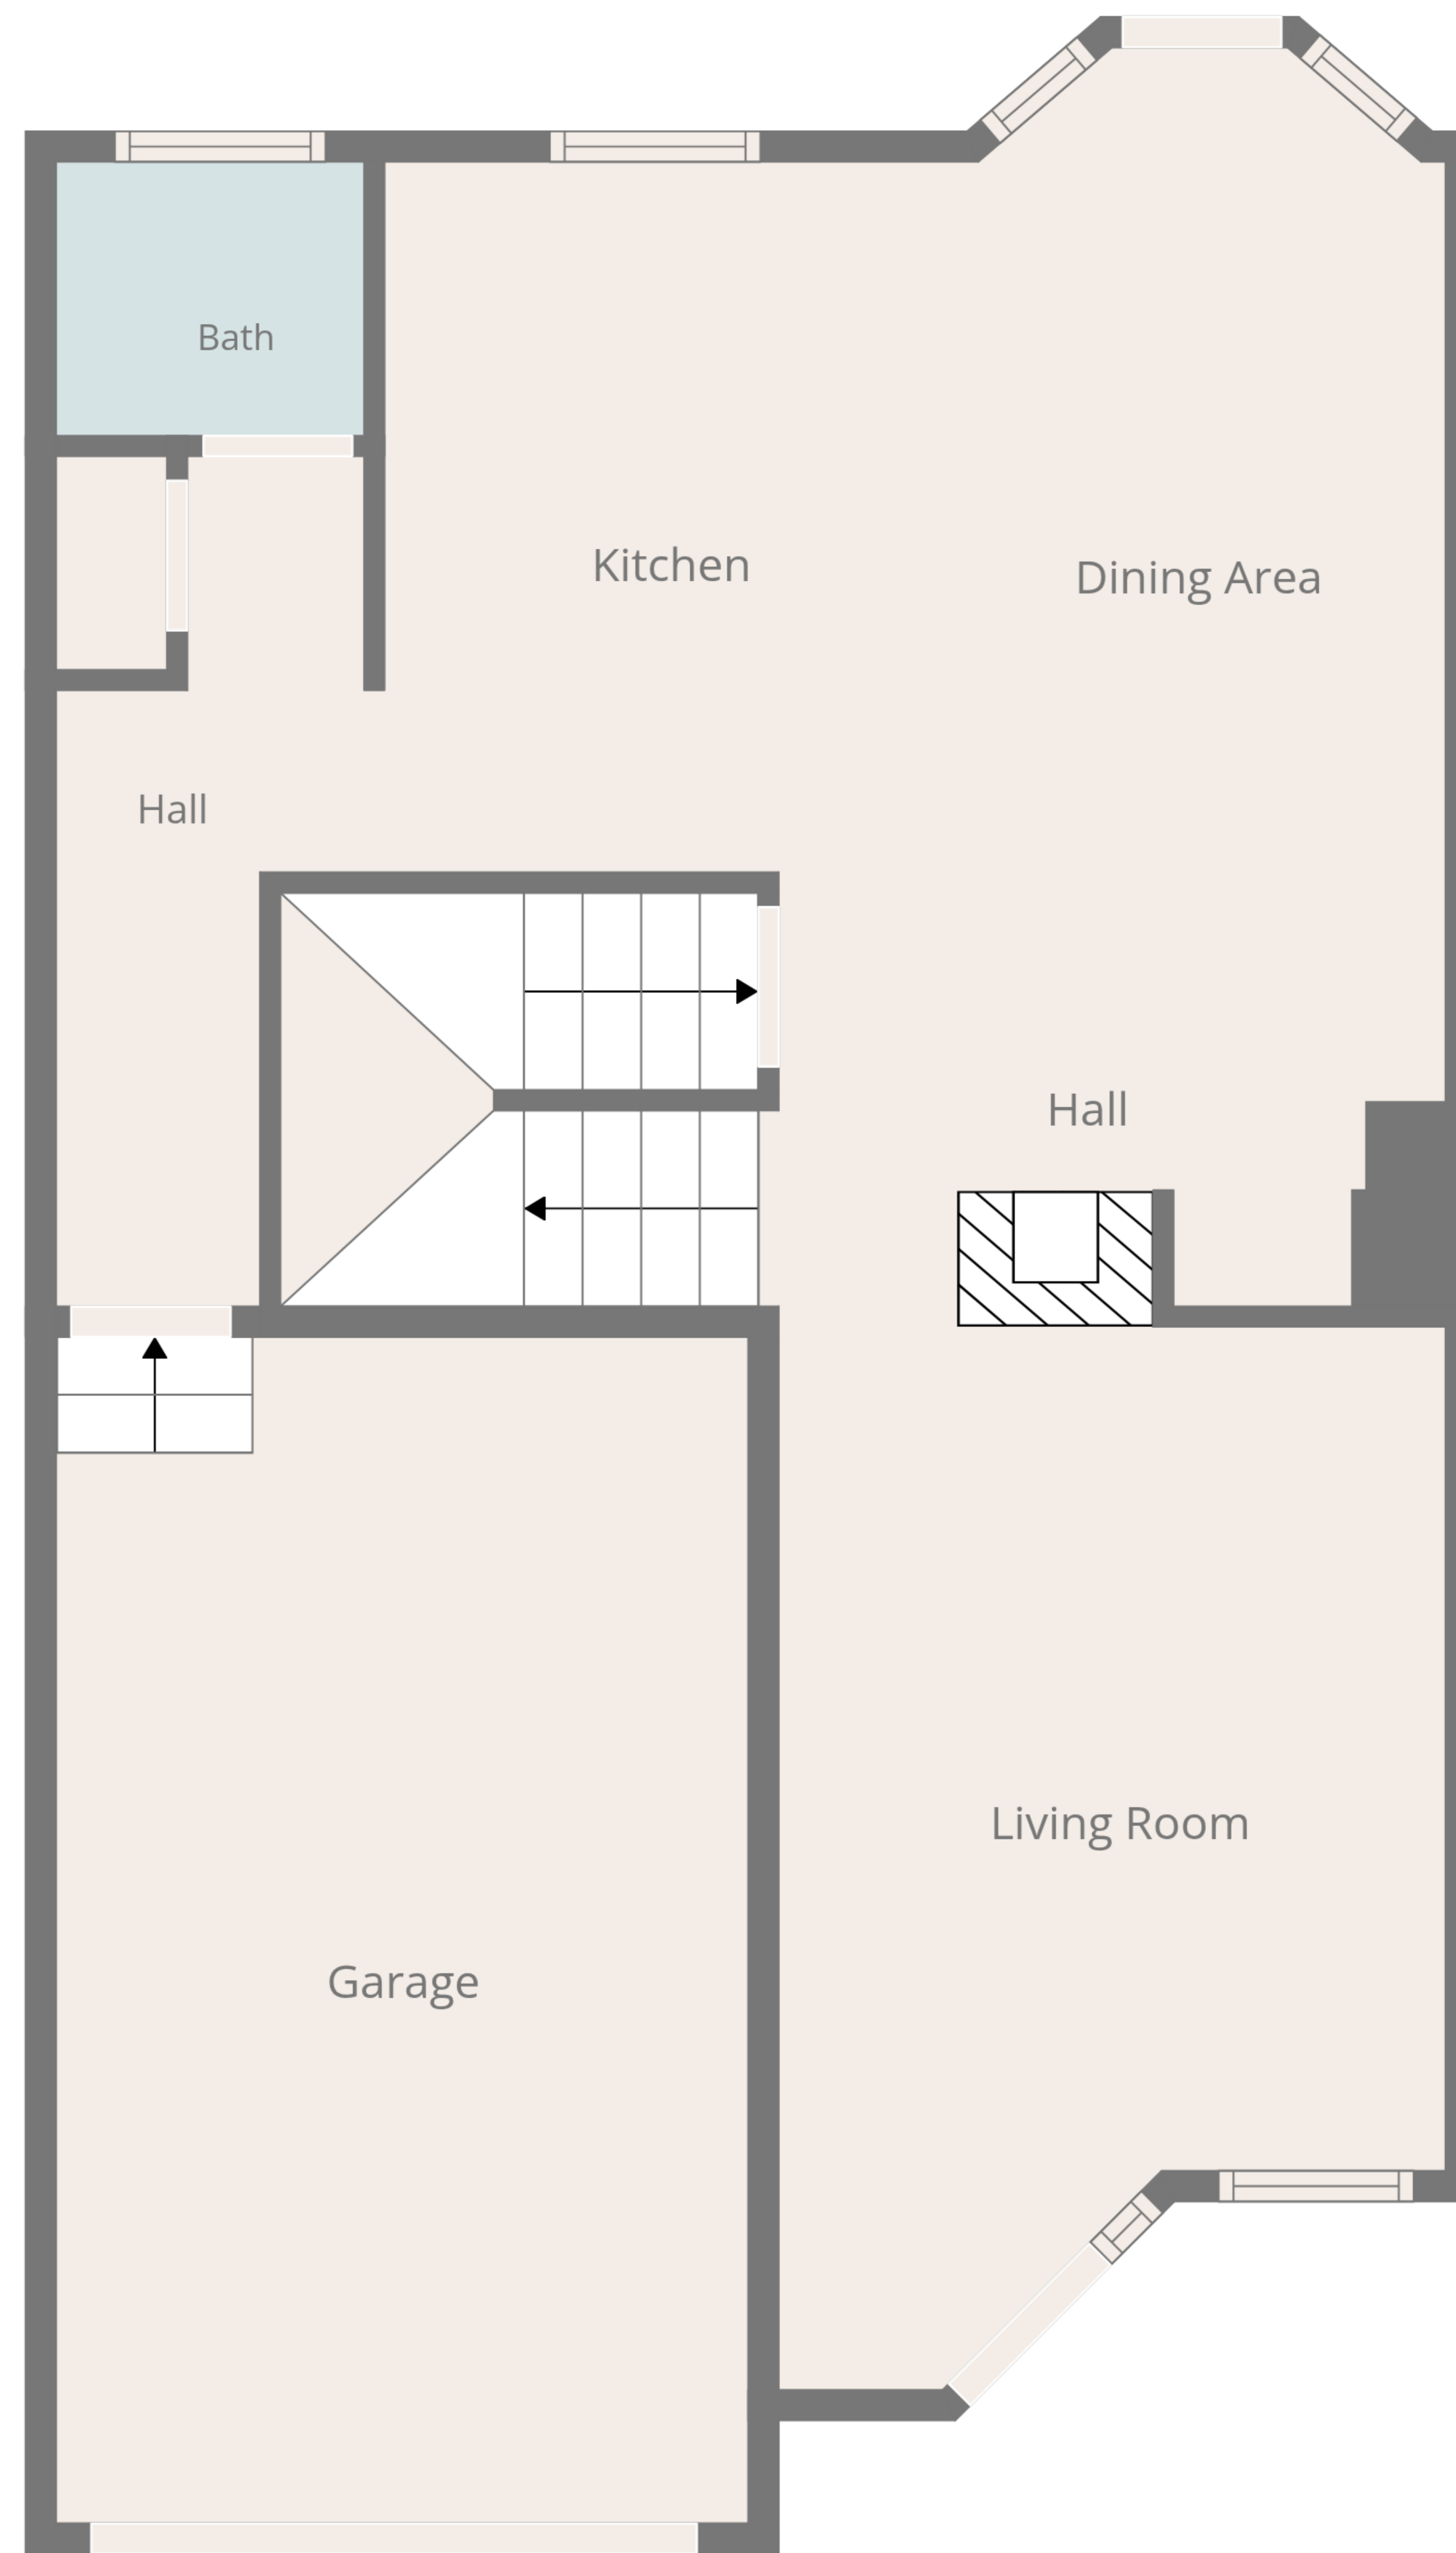 Bath
Kitchen
Dining Area
Hall
Hall
Living Room
Garage